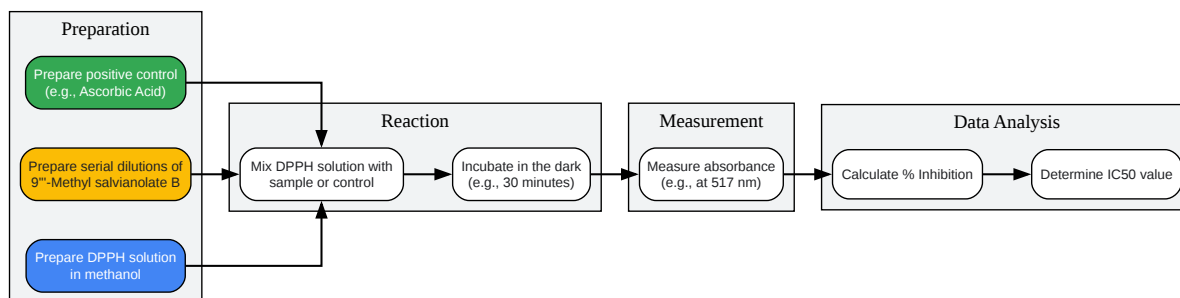 Preparation
Prepare positive control
(e.g., Ascorbic Acid)
Prepare serial dilutions of
9'''-Methyl salvianolate B
Prepare DPPH solution
in methanol
Reaction
Mix DPPH solution with
sample or control
Incubate in the dark
(e.g., 30 minutes)
Measurement
Measure absorbance
(e.g., at 517 nm)
Data Analysis
Calculate % Inhibition
Determine IC50 value